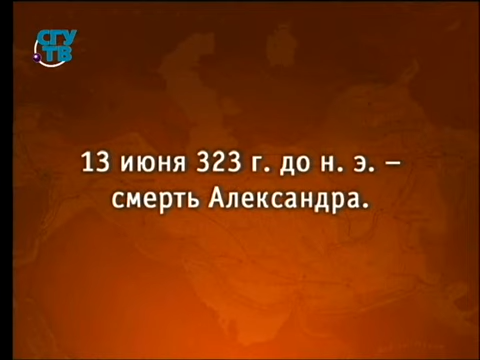 СГУ
ТВ
13 июня 323 г. до н. э. –
смерть Александра.